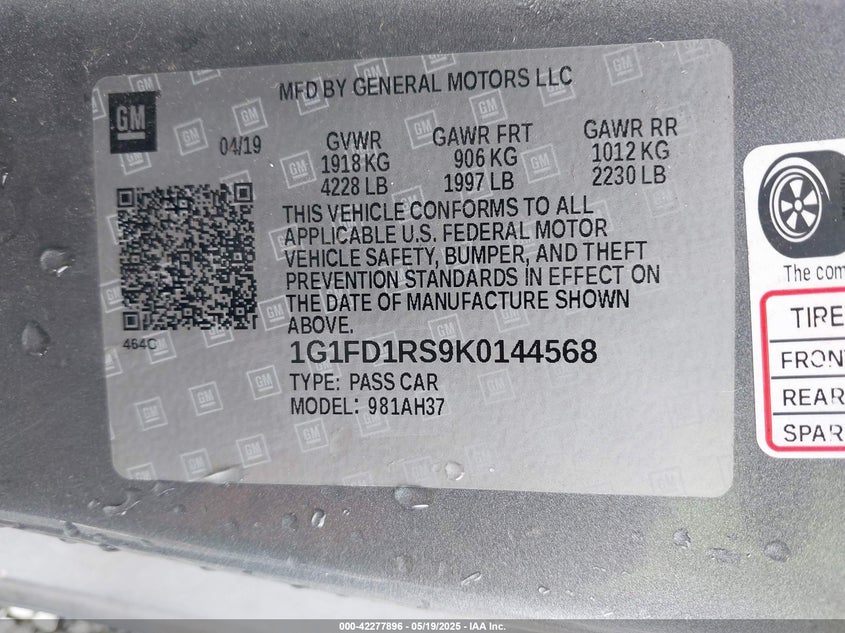 MFD BY GENERAL MOTORS LLC
GM
04/19
GVWR
1918 KG
4228 LB
GAWR FRT
906 KG
1997 LB
GAWR RR
1012 KG
2230 LB
THIS VEHICLE CONFORMS TO ALL
APPLICABLE U.S. FEDERAL MOTOR
VEHICLE SAFETY, BUMPER, AND THEFT
PREVENTION STANDARDS IN EFFECT ON
THE DATE OF MANUFACTURE SHOWN
ABOVE.
464C
1G1FD1RS9K0144568
TYPE: PASS CAR
MODEL: 981AH37
The com
TIRE
FRON
REAR
SPAR
000-42277896 - 05/19/2025 - IAA Inc.